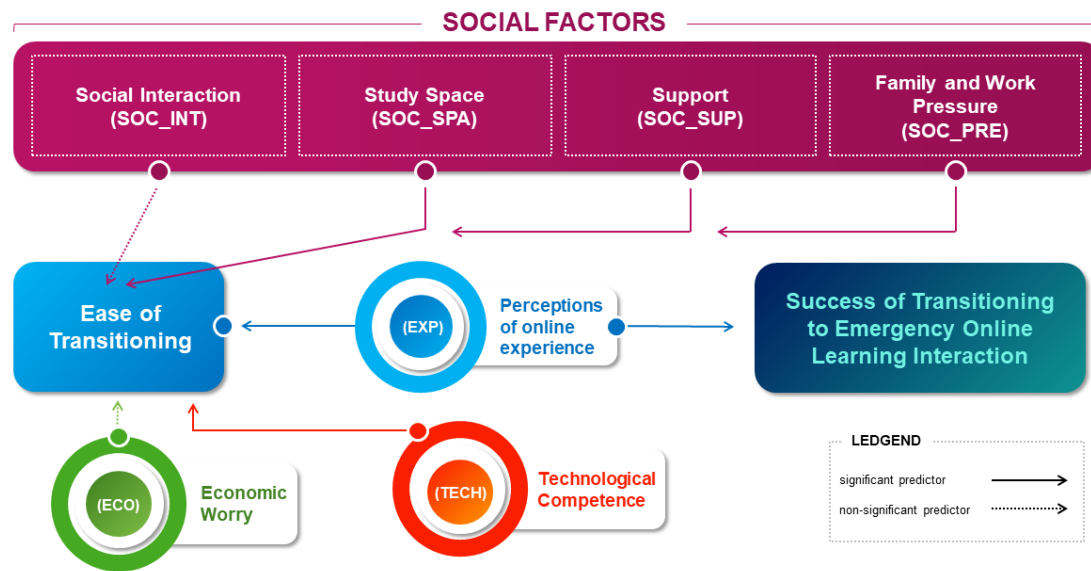 SOCIAL FACTORS
Social Interaction
(SOC_INT)
Study Space
(SOC_SPA)
Support
(SOC_SUP)
Family and Work
Pressure
(SOC_PRE)
Ease of
Transitioning
(EXP)
Perceptions
of online
experience
Success of Transitioning
to Emergency Online
Learning Interaction
(ECO)
Economic
Worry
(TECH)
Technological
Competence
LEDGEND
significant predictor
non-significant predictor